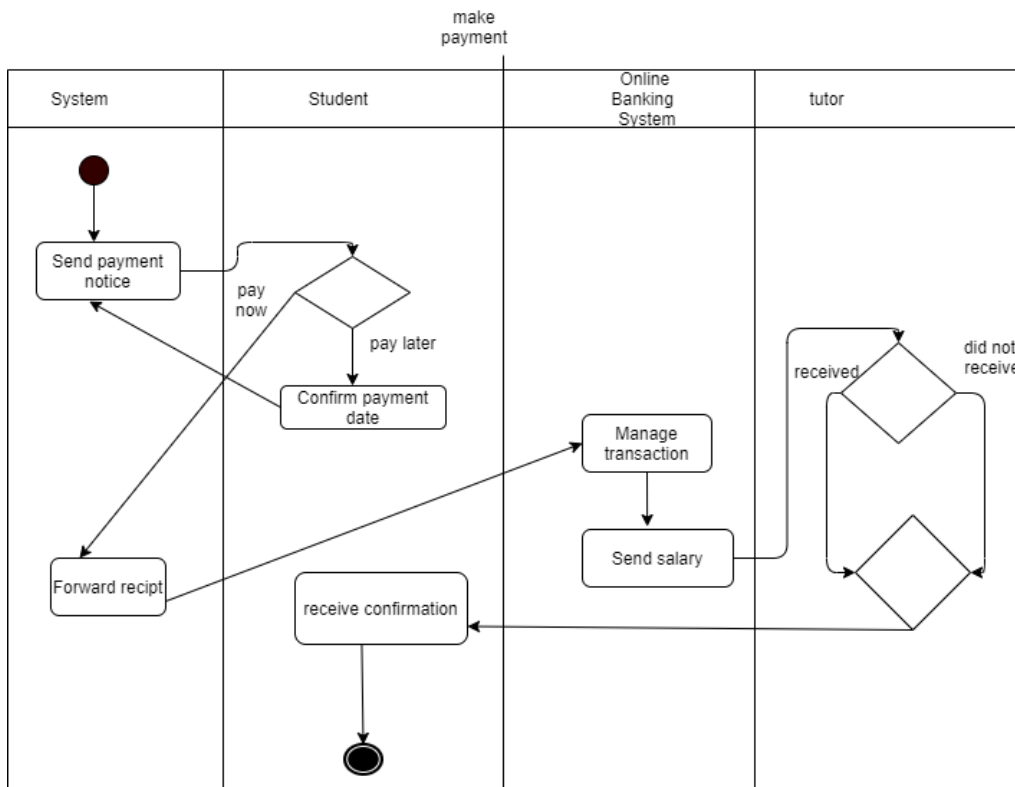 make
payment
System
Student
Online
Banking
System
tutor
Send payment
notice
pay
now
pay later
Confirm payment
date
received
did not
receive
Manage
transaction
Send salary
Forward recipt
receive confirmation